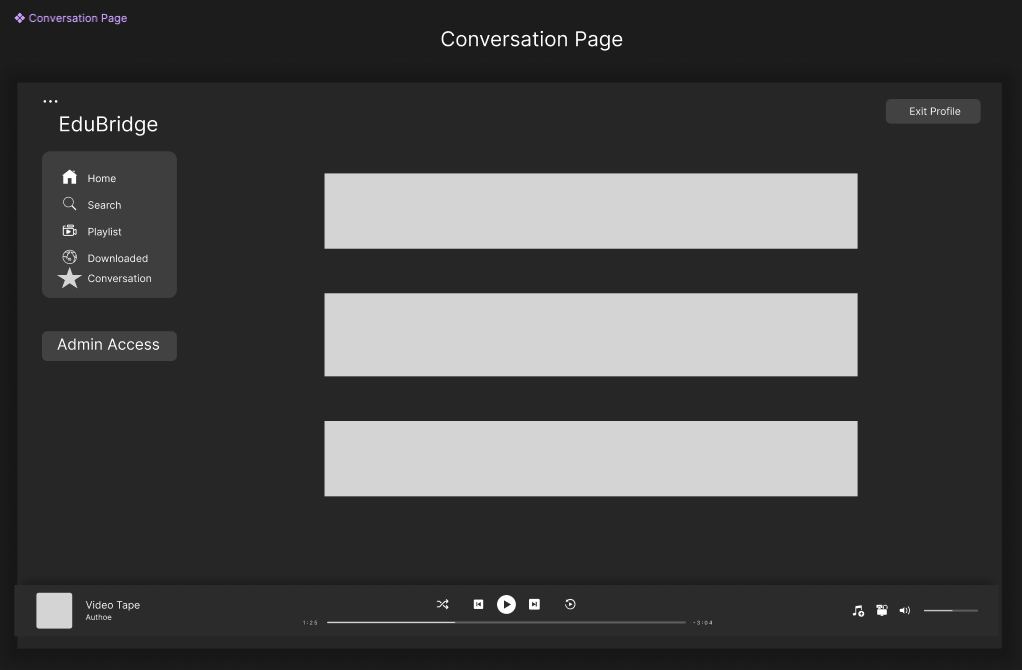 Conversation Page
Conversation Page
...
EduBridge
Exit Profile
Home
Search
Playlist
Downloaded
Conversation
Admin Access
Video Tape
Authoe
1:25
-3:04